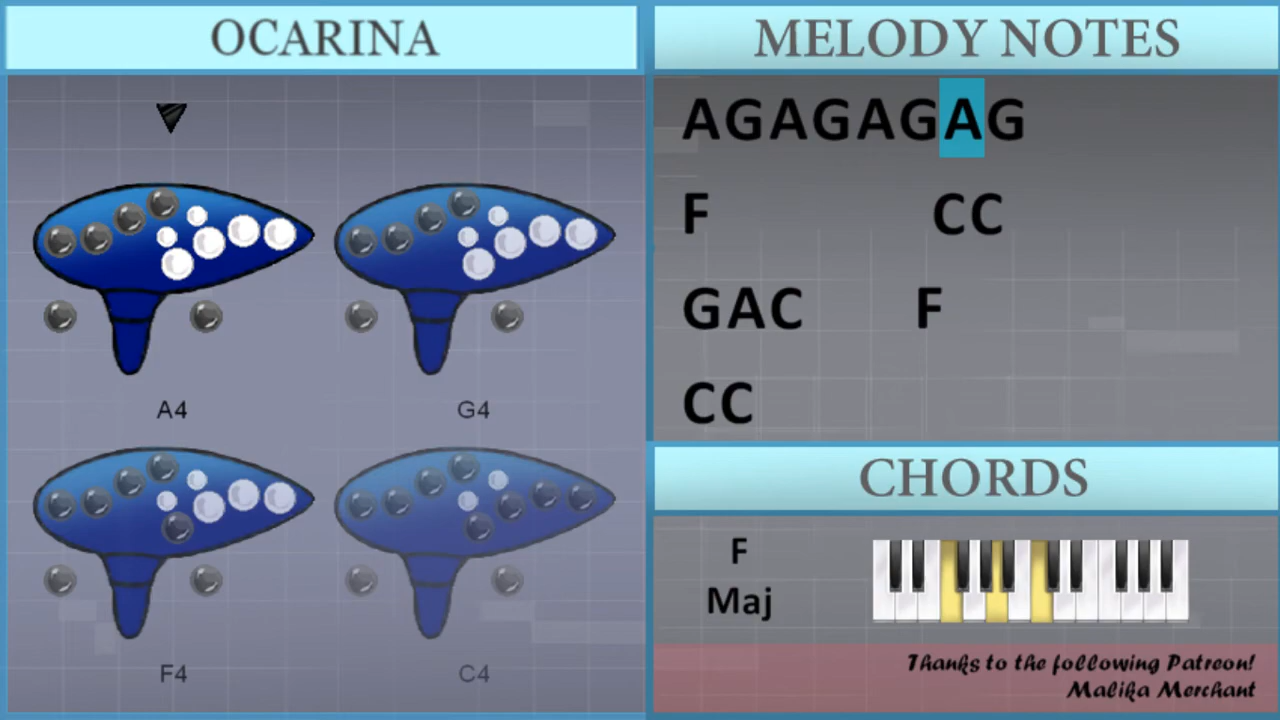 OCARINA
A4 G4
F4 C4
MELODY NOTES
AGAGAGAG
F CC
GAC F
CC
CHORDS
F
Maj
Thanks to the following Patreon!
Malika Merchant